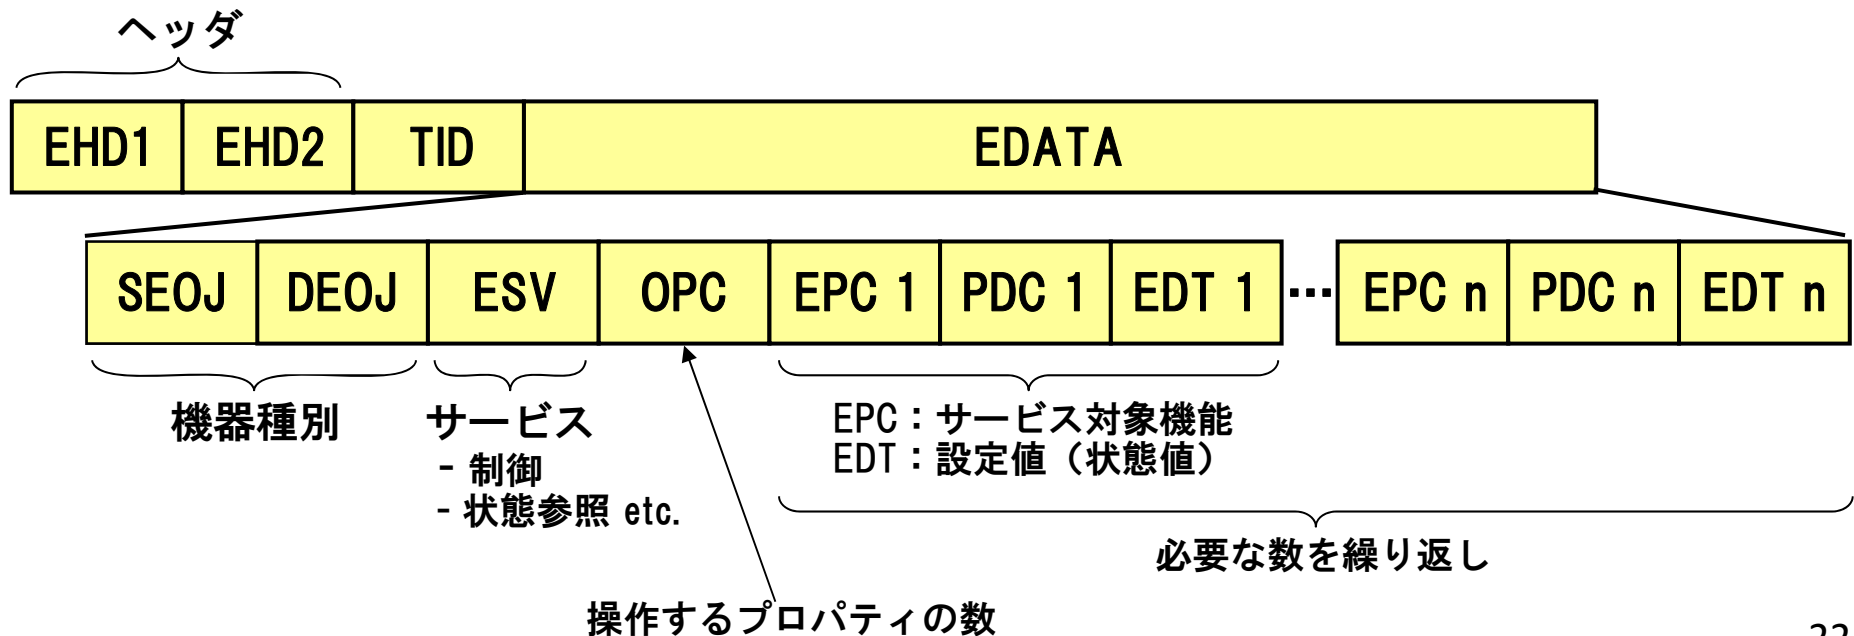 ヘッダ
EHD1 EHD2 TID EDATA
SEOJ DEOJ ESV OPC EPC 1 PDC 1 EDT 1 … EPC n PDC n EDT n
機器種別
サービス
- 制御
- 状態参照 etc.
EPC：サービス対象機能
EDT：設定値（状態値）
必要な数を繰り返し
操作するプロパティの数
22